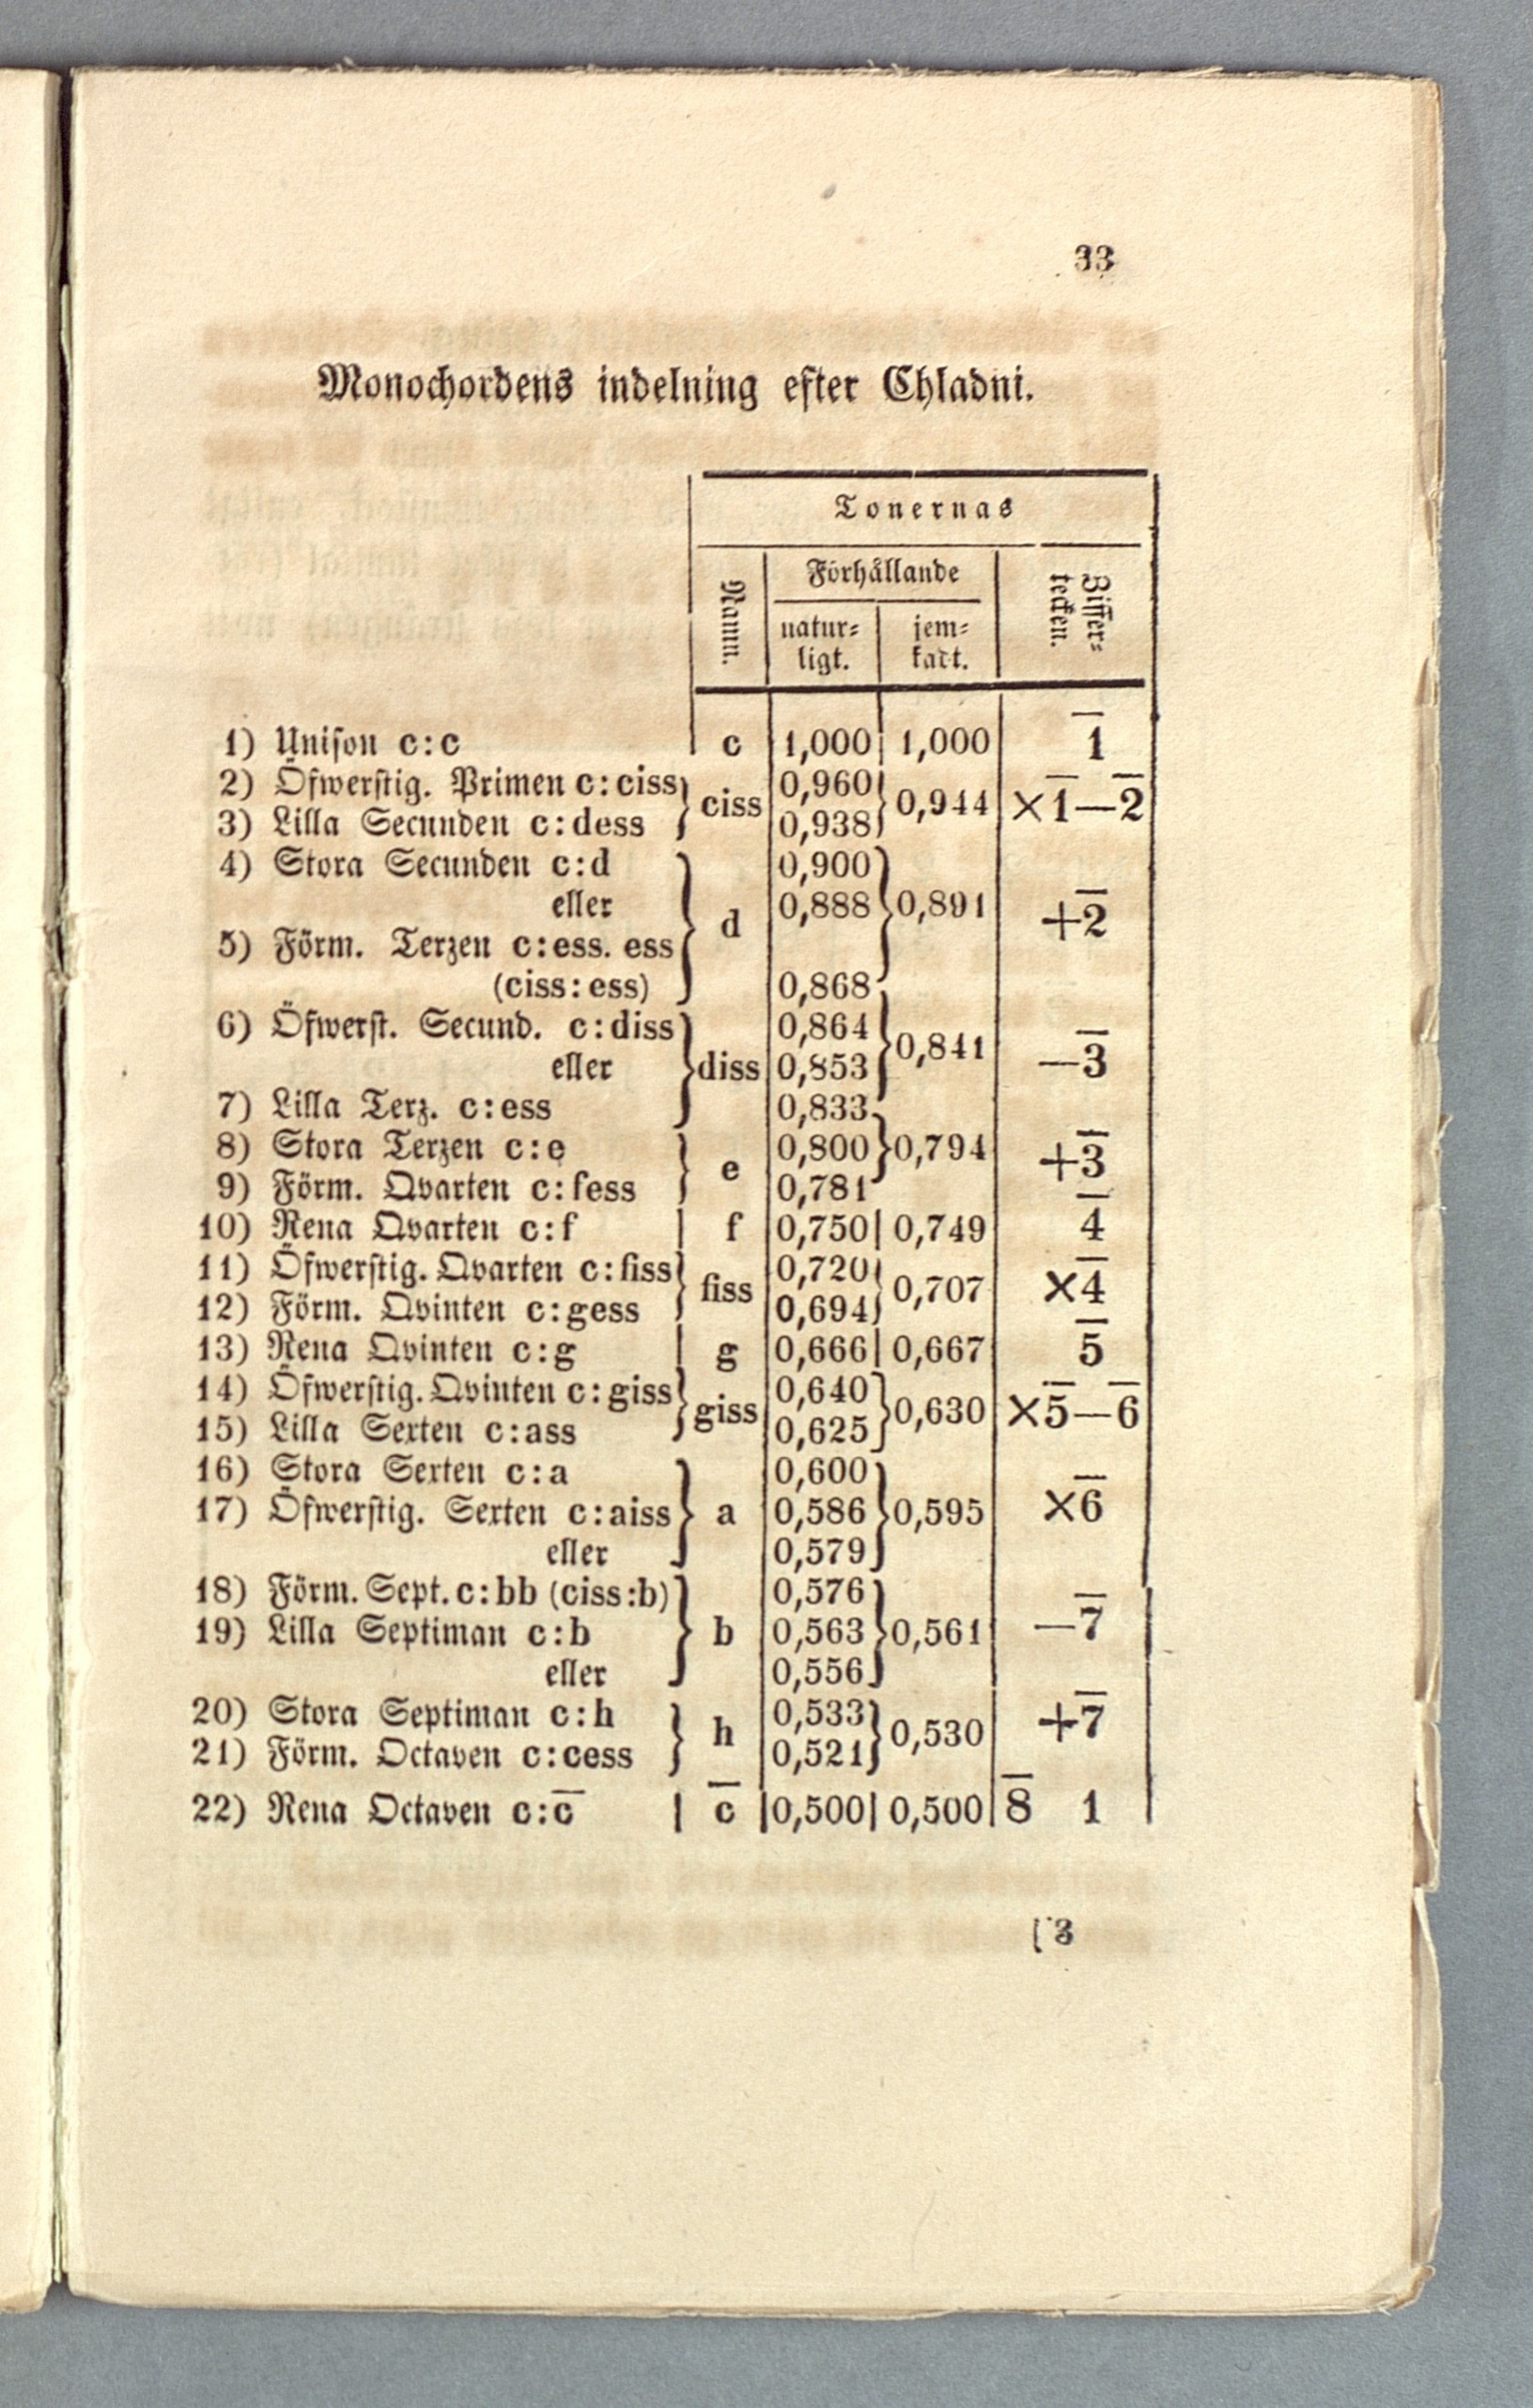 33
Monochordens indelning efter Chladni.
Tonernas
Namn.
Förhållande
Ziffer-
tecken.
natur-
ligt.
jem-
kadt.
1) Unison c:c | c | 1,000 | 1,000 | 1̅
2) Öfwerstig. Primen c:ciss 0,960
3) Lilla Secunden c:dess } ciss 0,938 } 0,944 ×1̅—2̅
4) Stora Secunden c:d 0,900
eller 0,888 } 0,891
5) Förm. Terzen c:ess. ess } d +2̅
(ciss:ess) 0,868
6) Öfwerst. Secund. c:diss 0,864
eller } diss 0,853 } 0,841 —3̅
7) Lilla Terz. c:ess 0,833
8) Stora Terzen c:e 0,800 } 0,794
9) Förm. Qvarten c:fess } e 0,781 +3̅
10) Rena Qvarten c:f | f | 0,750 | 0,749 4̅
11) Öfwerstig. Qvarten c:fiss 0,720
12) Förm. Qvinten c:gess } fiss 0,694 } 0,707 ×4̅
13) Rena Qvinten c:g | g | 0,666 | 0,667 5̅
14) Öfwerstig. Qvinten c:giss 0,640
15) Lilla Sexten c:ass } giss 0,625 } 0,630 ×5̅—6̅
16) Stora Sexten c:a 0,600
17) Öfwerstig. Sexten c:aiss } a 0,586 } 0,595 ×6̅
eller 0,579
18) Förm. Sept. c:bb (ciss:b) 0,576
19) Lilla Septiman c:b } b 0,563 } 0,561 —7̅
eller 0,556
20) Stora Septiman c:h 0,533
21) Förm. Octaven c:cess } h 0,521 } 0,530 +7̅
22) Rena Octaven c:c̅ | c̅ | 0,500 | 0,500 | 8̅ 1
3